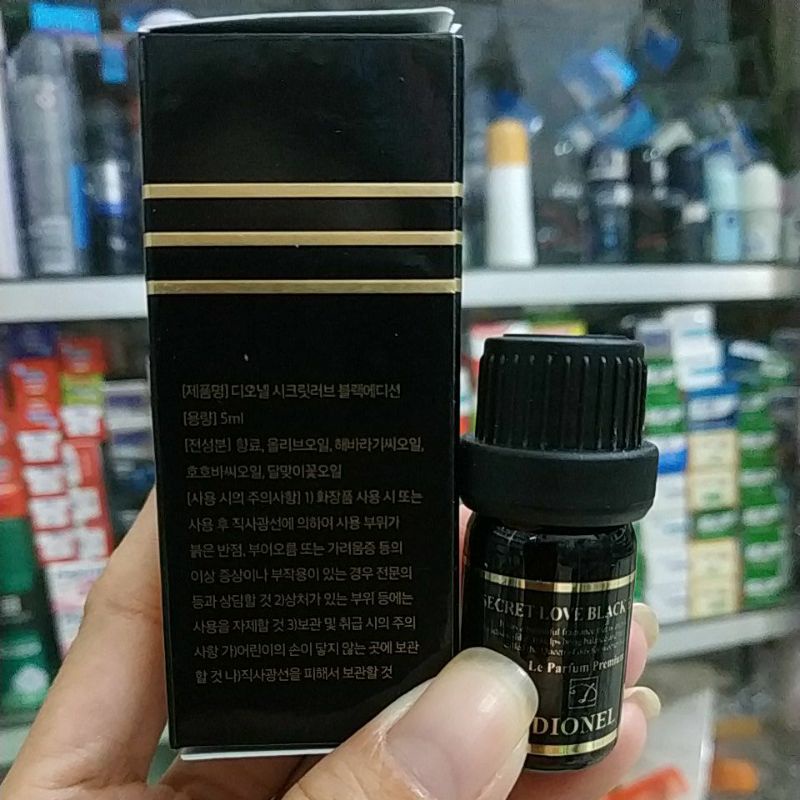 [제품명] 디오넬 시크릿러브 블랙에디션
[용량] 5ml
[전성분] 향료, 올리브오일, 해바라기씨오일,
호호바씨오일, 달맞이꽃오일
[사용 시의 주의사항] 1) 화장품 사용 시 또는
사용 후 직사광선에 의하여 사용 부위가
붉은 반점, 부어오름 또는 가려움증 등의
이상 증상이나 부작용이 있는 경우 전문의
등과 상담할 것 2)상처가 있는 부위 등에는
사용을 자제할 것 3)보관 및 취급 시의 주의
사항 가)어린이의 손이 닿지 않는 곳에 보관
할 것 나)직사광선을 피해서 보관할 것
SECRET LOVE BLACK
Le Parfum Premium
D
DIONEL